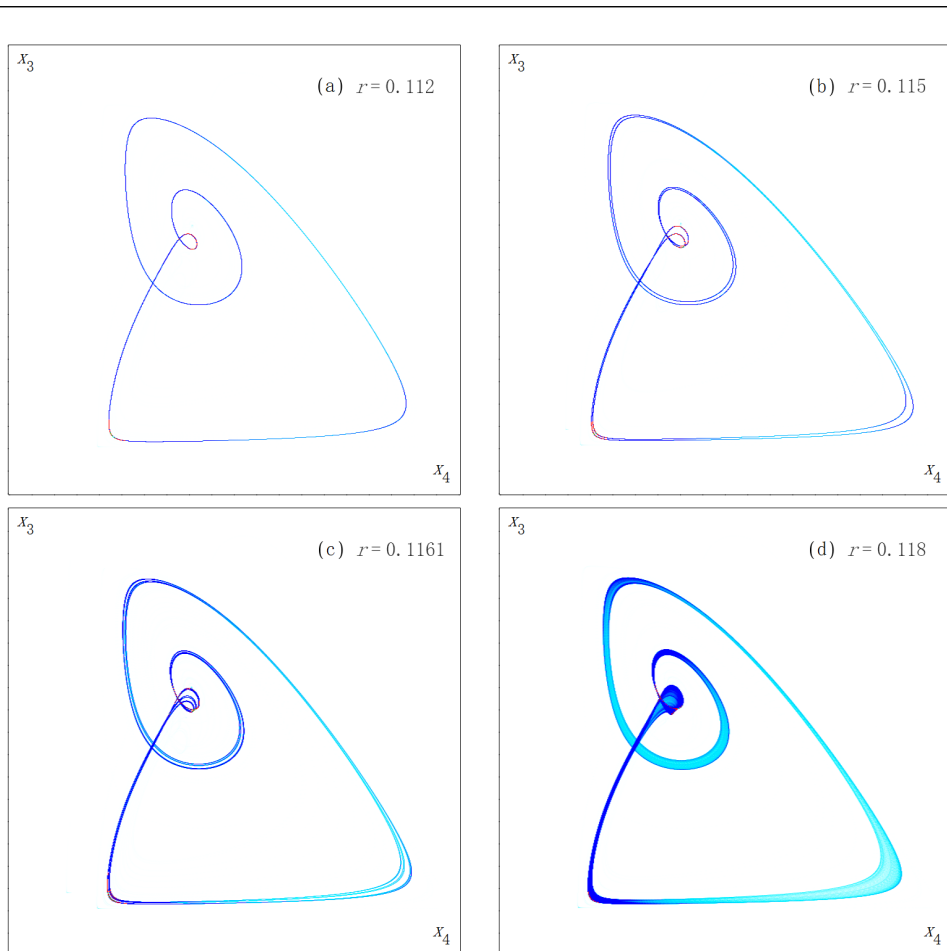 X3
(a) r=0.112
X4
X3
(b) r=0.115
X4
X3
(c) r=0.1161
X4
X3
(d) r=0.118
X4